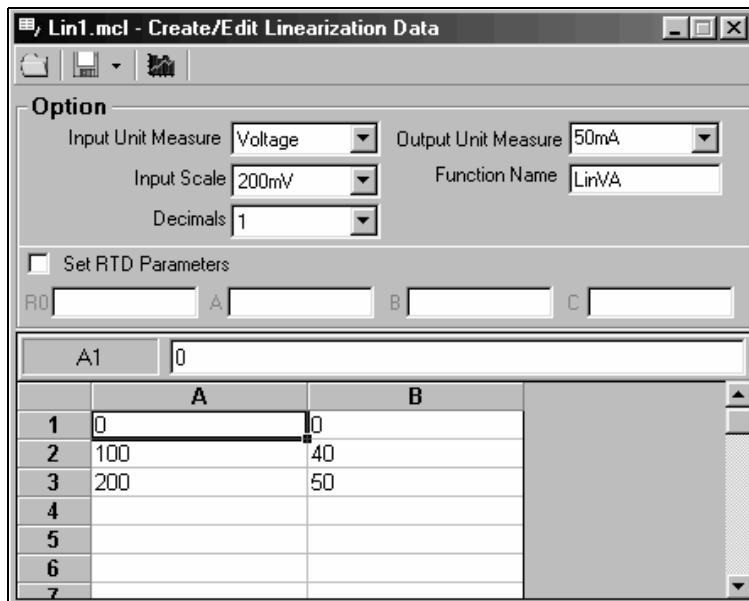 Lin1.mcl - Create/Edit Linearization Data
Option
Input Unit Measure Voltage Output Unit Measure 50mA
Input Scale 200mV Function Name LinVA
Decimals 1
Set RTD Parameters
R0 A B C
A1 0
A B
1 0 0
2 100 40
3 200 50
4
5
6
7